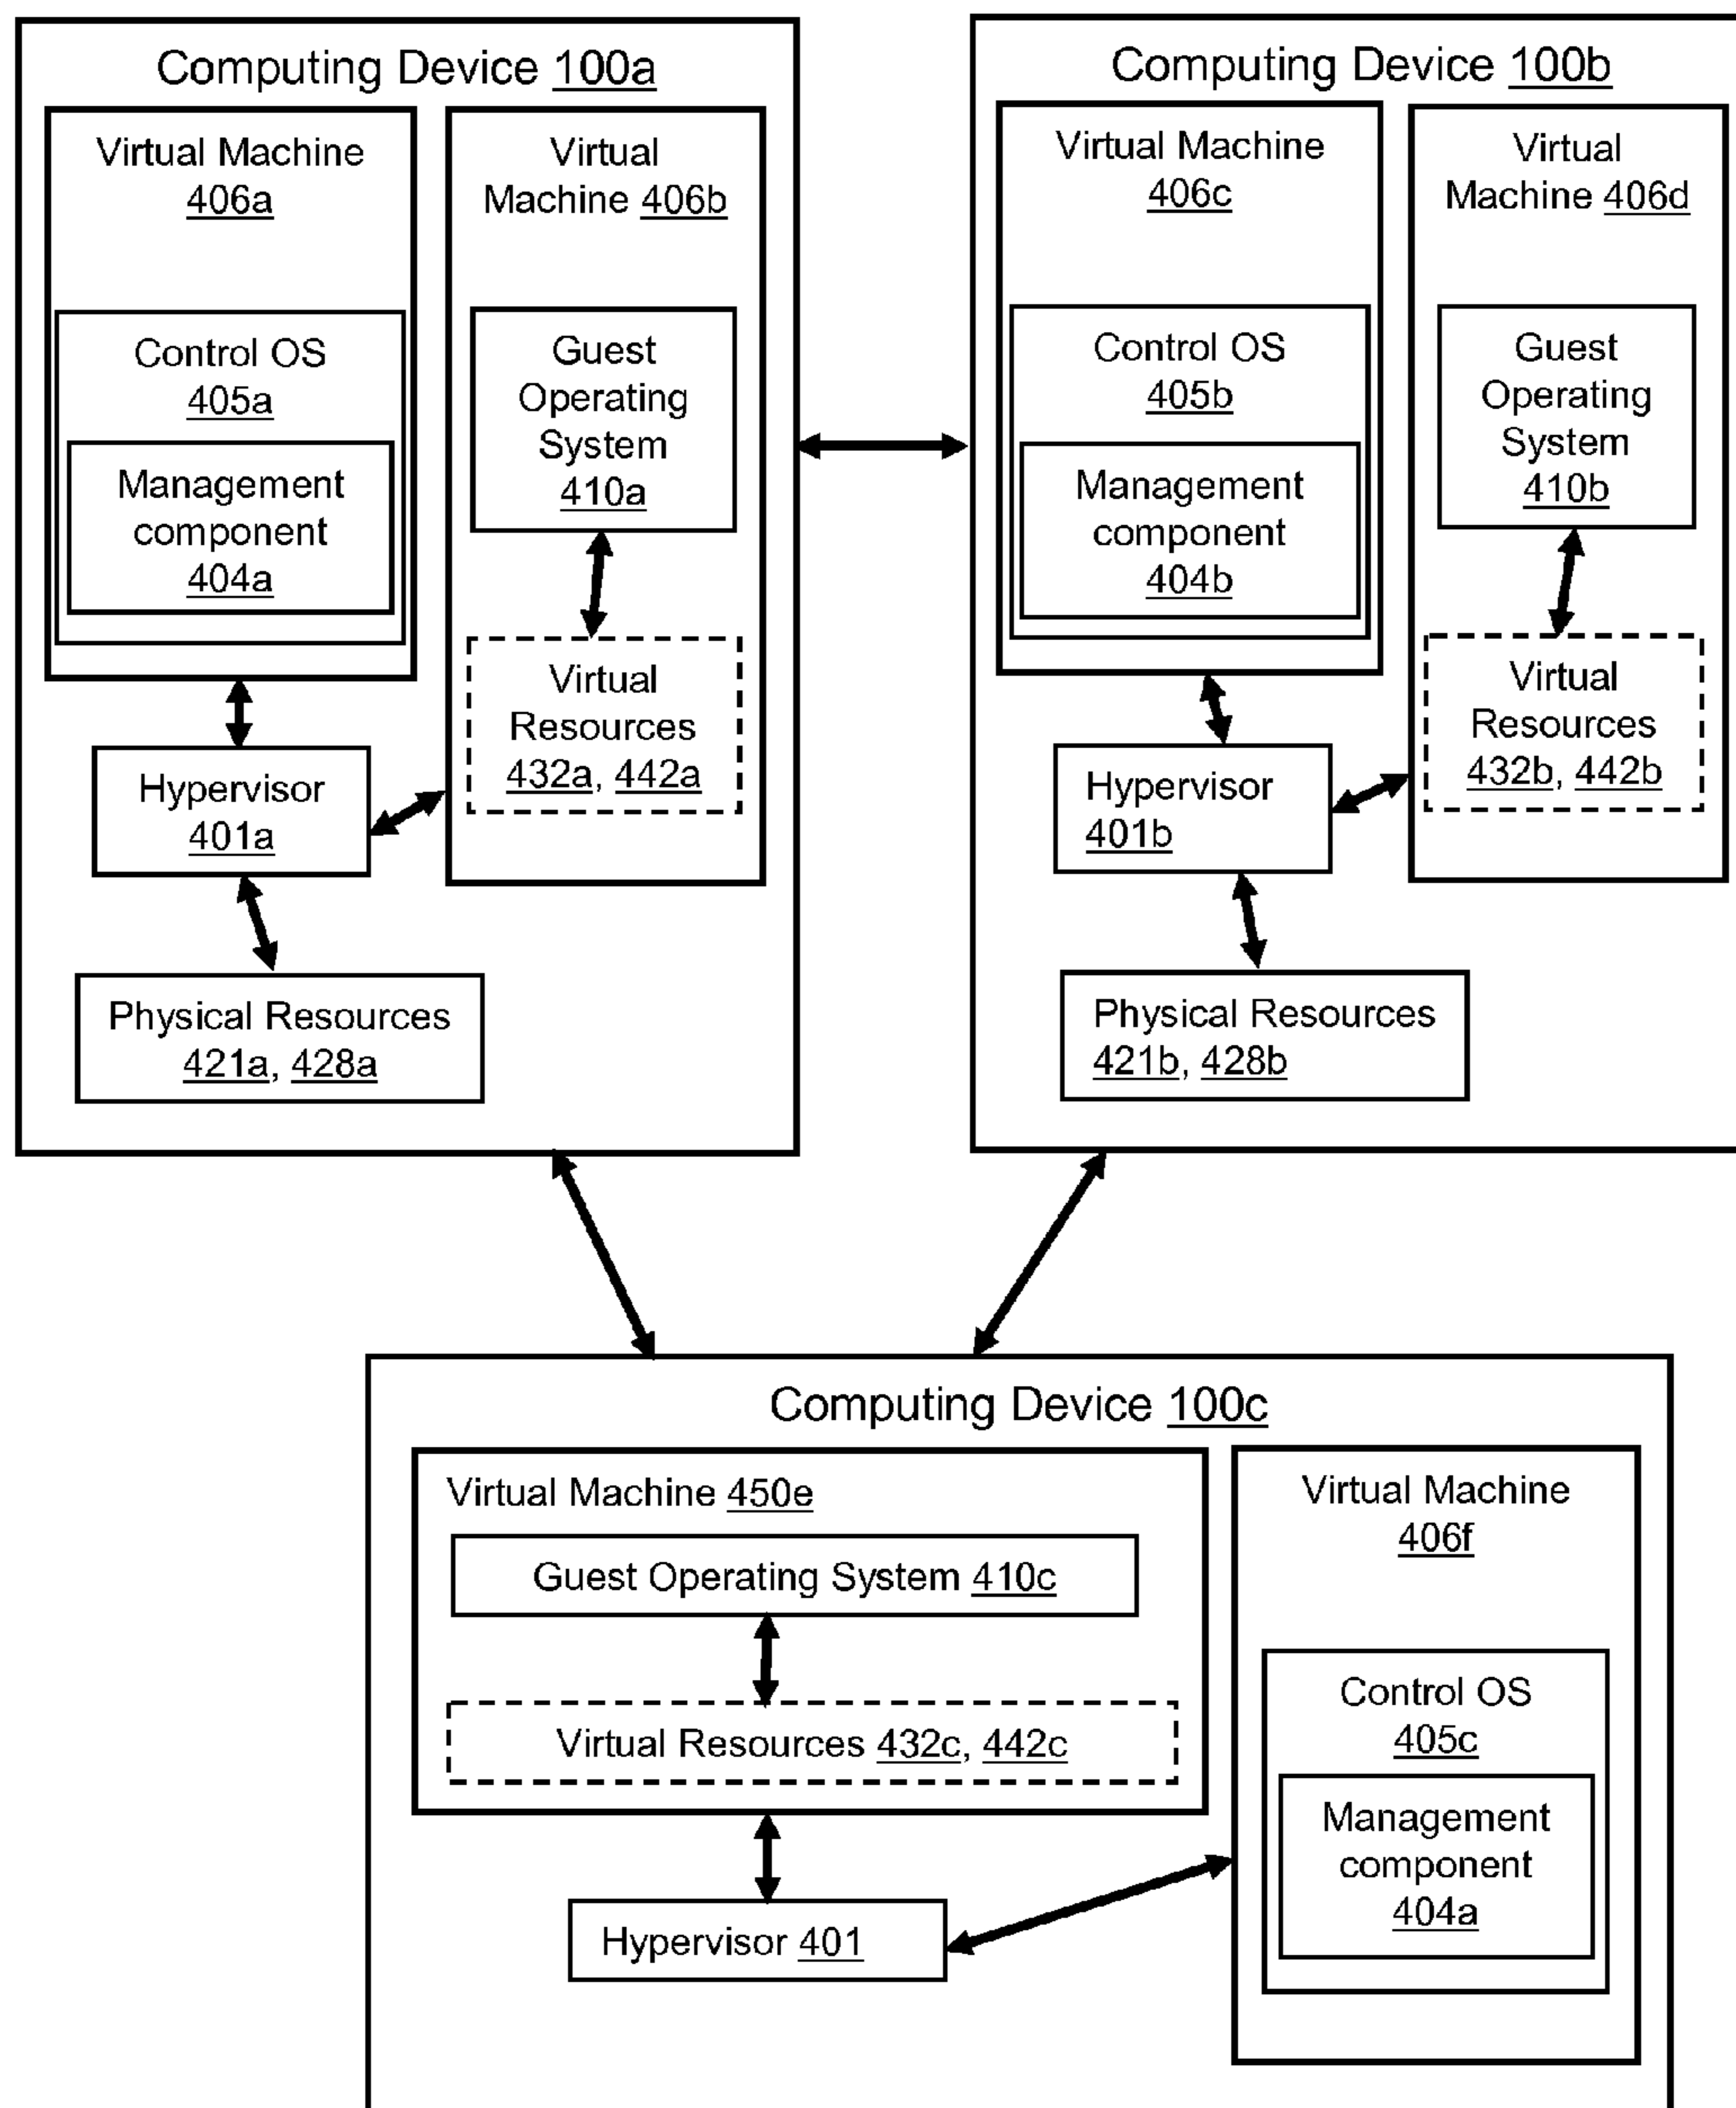 Computing Device 100a
Virtual Machine
406a
Control OS
405a
Management
component
404a
Virtual
Machine 406b
Guest
Operating
System
410a
Virtual
Resources
432a, 442a
Hypervisor
401a
Physical Resources
421a, 428a
Computing Device 100b
Virtual Machine
406c
Control OS
405b
Management
component
404b
Virtual
Machine 406d
Guest
Operating
System
410b
Virtual
Resources
432b, 442b
Hypervisor
401b
Physical Resources
421b, 428b
Computing Device 100c
Virtual Machine 450e
Guest Operating System 410c
Virtual Resources 432c, 442c
Hypervisor 401
Virtual Machine
406f
Control OS
405c
Management
component
404a